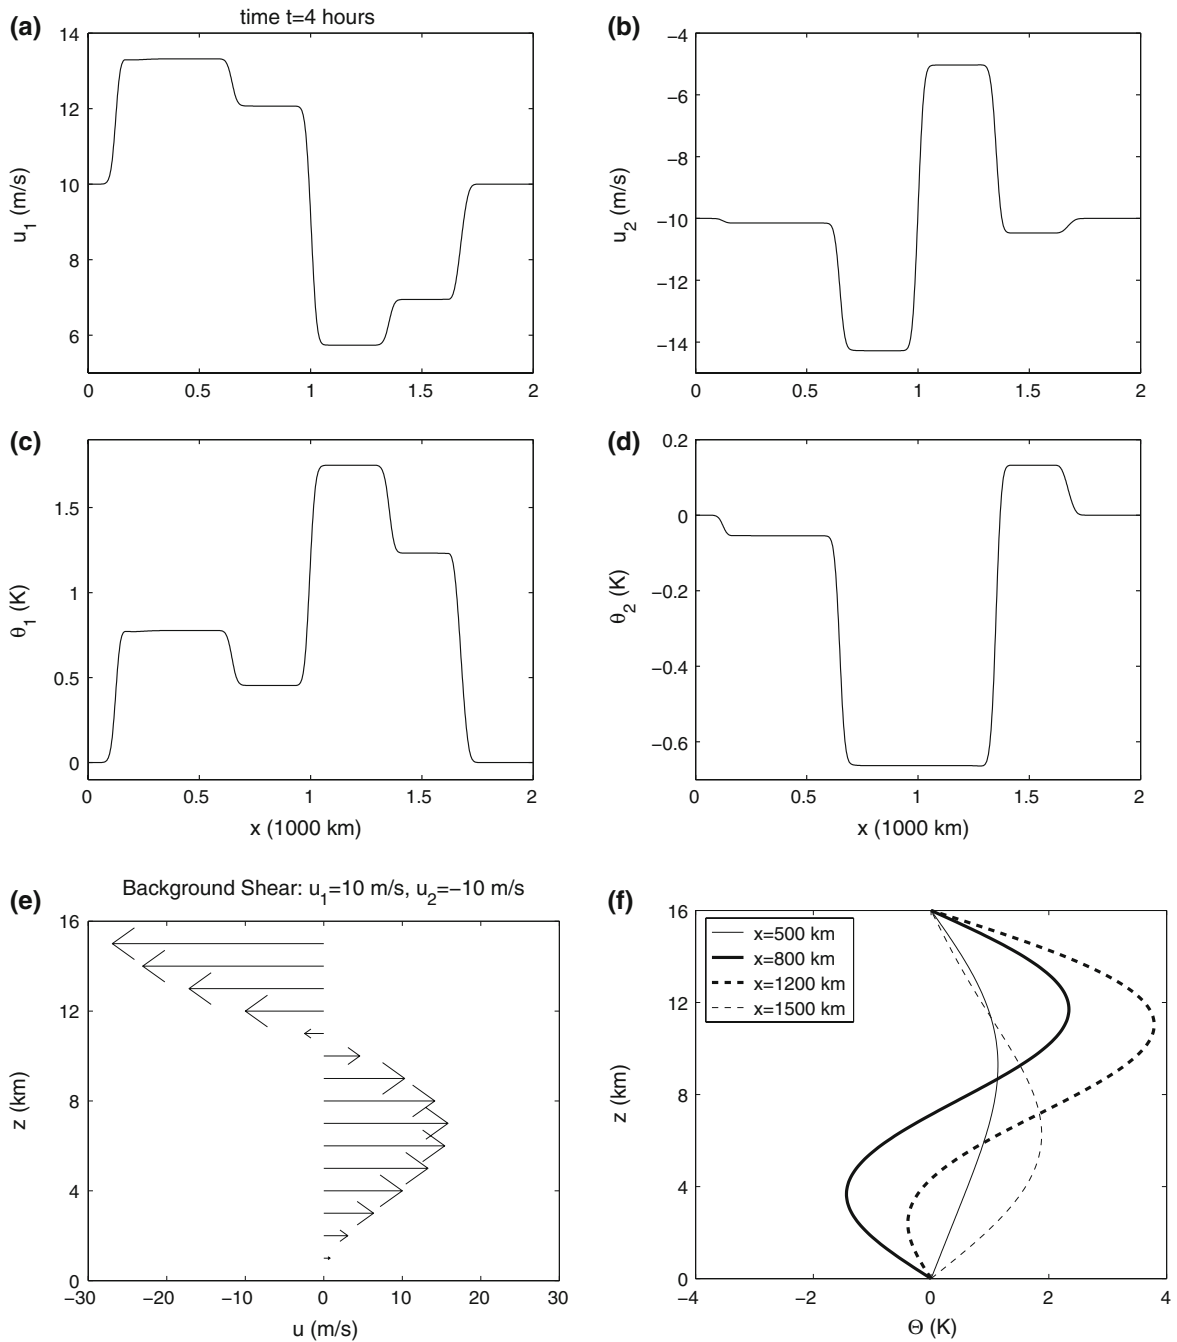 (a)
time t=4 hours
14
12
10
8
6
u1 (m/s)
0
0.5
1
1.5
2
(b)
−4
−6
−8
−10
−12
−14
u2 (m/s)
0
0.5
1
1.5
2
(c)
1.5
1
0.5
0
θ1 (K)
0
0.5
1
1.5
2
x (1000 km)
(d)
0.2
0
−0.2
−0.4
−0.6
θ2 (K)
0
0.5
1
1.5
2
x (1000 km)
(e)
Background Shear: u1=10 m/s, u2=−10 m/s
16
12
8
4
0
z (km)
−30
−20
−10
0
10
20
30
u (m/s)
(f)
16
12
8
4
0
z (km)
x=500 km
x=800 km
x=1200 km
x=1500 km
−4
−2
0
2
4
Θ (K)